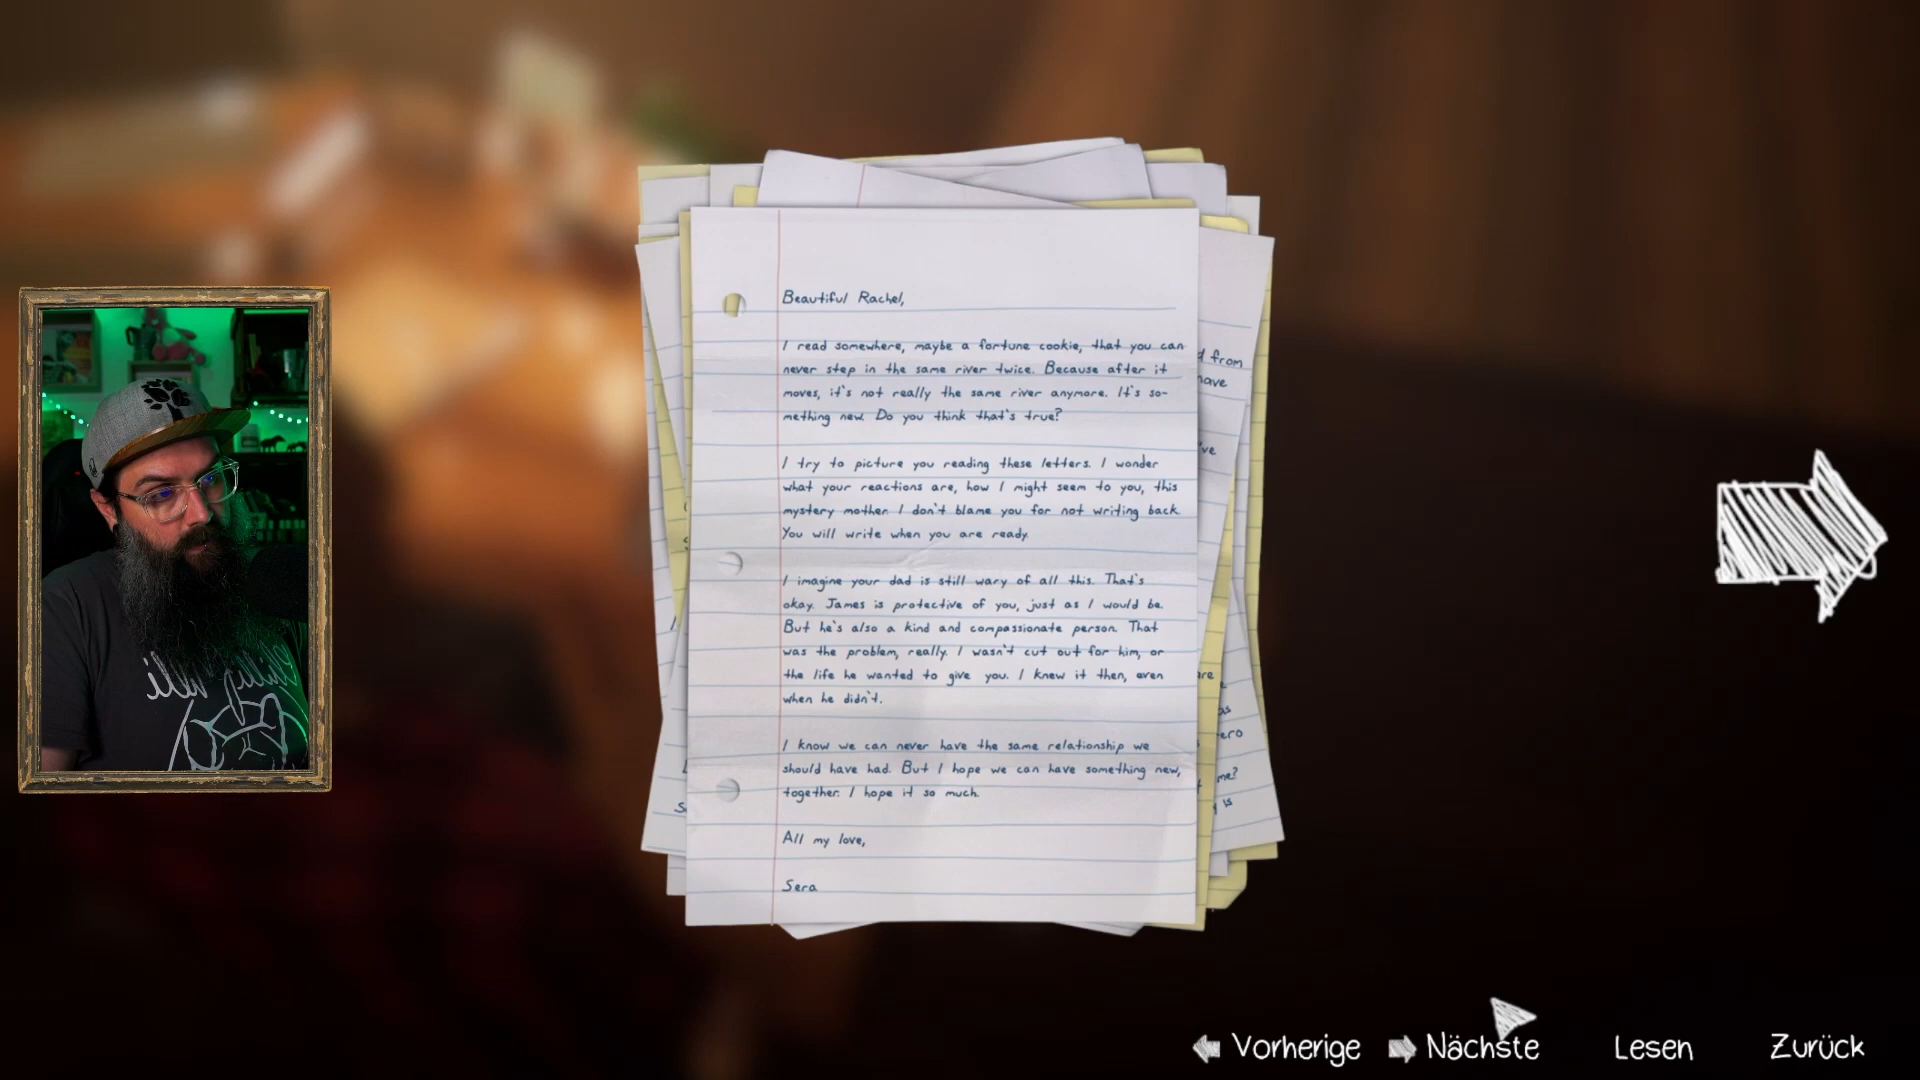 Beautiful Rachel,
I read somewhere, maybe a fortune cookie, that you can
never step in the same river twice. Because after it
moves, it's not really the same river anymore. It's so-
mething new. Do you think that's true?
I try to picture you reading these letters. I wonder
what your reactions are, how I might seem to you, this
mystery mother. I don't blame you for not writing back.
You will write when you are ready.
I imagine your dad is still wary of all this. That's
okay. James is protective of you, just as I would be.
But he's also a kind and compassionate person. That
was the problem, really. I wasn't cut out for him, or
the life he wanted to give you. I knew it then, even
when he didn't.
I know we can never have the same relationship we
should have had. But I hope we can have something new,
together. I hope it so much.
All my love,
Sera
from
have
've
are
as
ero
me?
is
Vorherige
Nächste
Lesen
Zurück